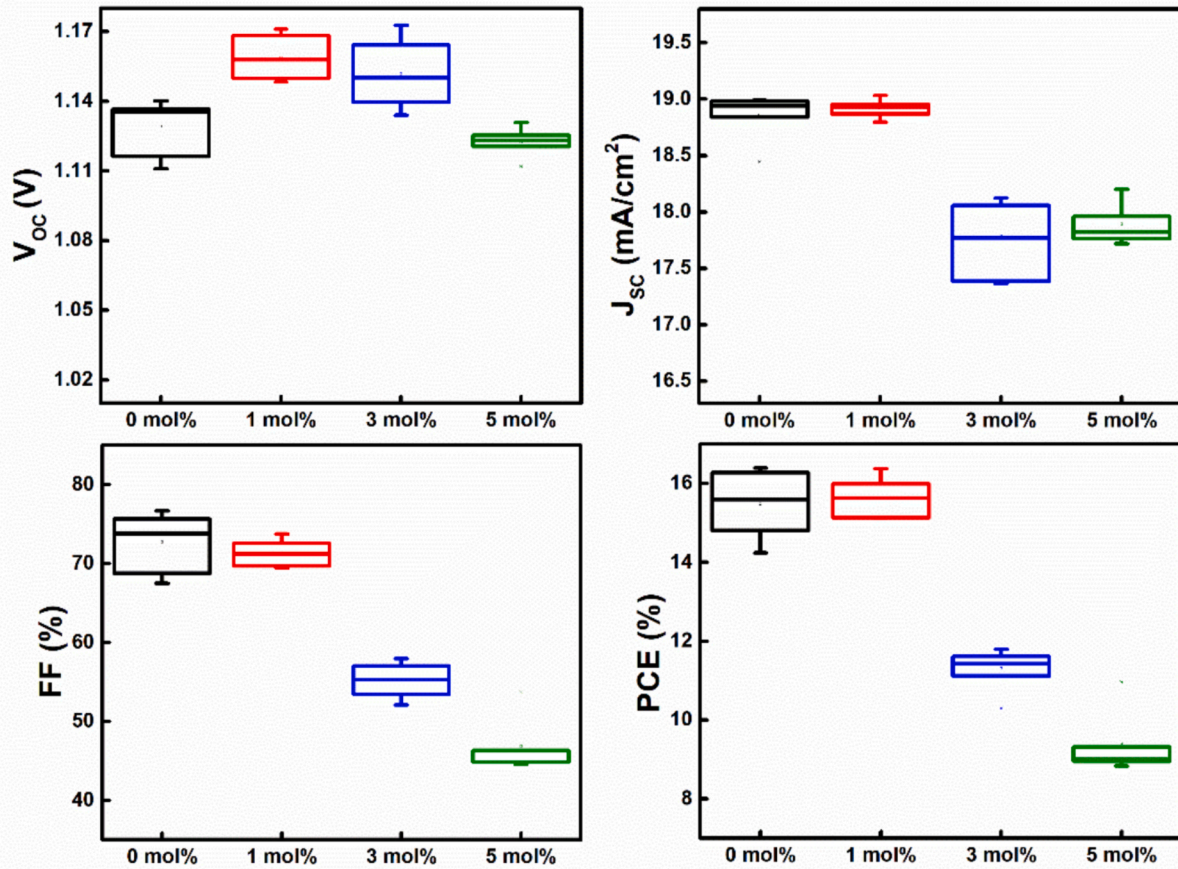 V_OC (V)
1.17
1.14
1.11
1.08
1.05
1.02
0 mol% 1 mol% 3 mol% 5 mol%
J_SC (mA/cm²)
19.5
19.0
18.5
18.0
17.5
17.0
16.5
0 mol% 1 mol% 3 mol% 5 mol%
FF (%)
80
70
60
50
40
0 mol% 1 mol% 3 mol% 5 mol%
PCE (%)
16
14
12
10
8
0 mol% 1 mol% 3 mol% 5 mol%